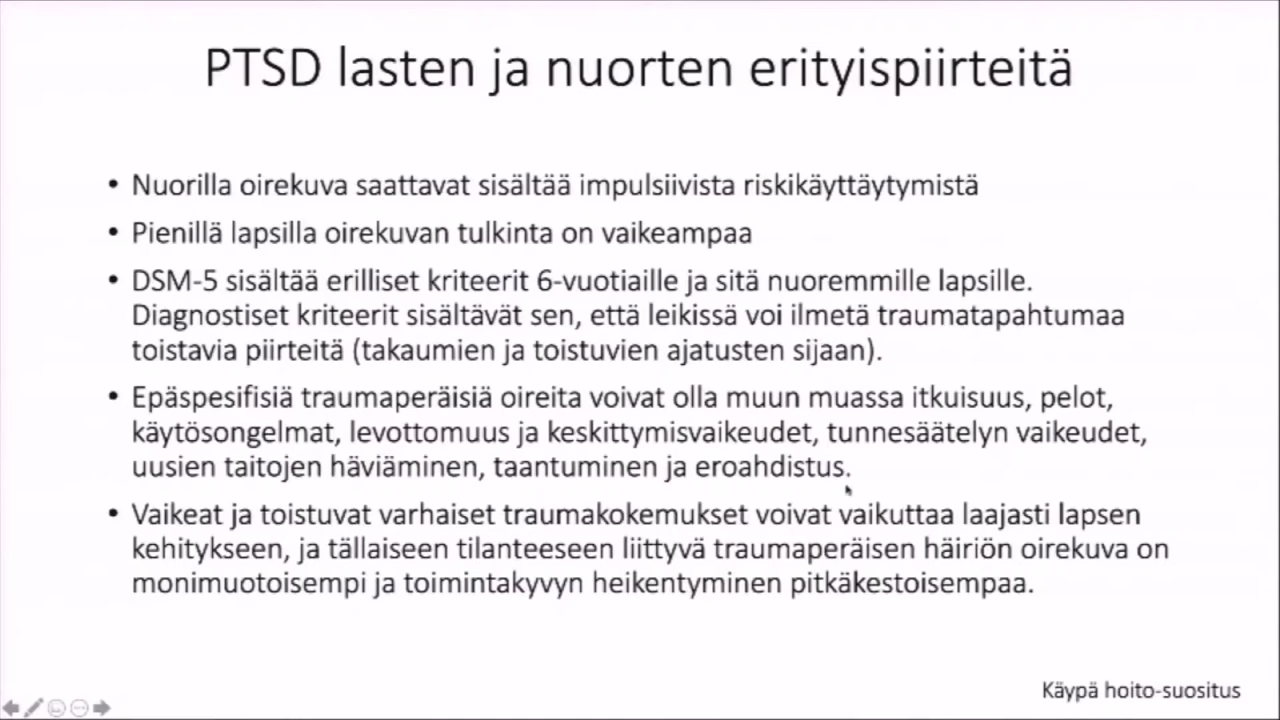 PTSD lasten ja nuorten erityispiirteitä
• Nuorilla oirekuva saattavat sisältää impulsiivista riskikäyttäytymistä
• Pienillä lapsilla oirekuvan tulkinta on vaikeampaa
• DSM-5 sisältää erilliset kriteerit 6-vuotiaille ja sitä nuoremmille lapsille.
Diagnostiset kriteerit sisältävät sen, että leikissä voi ilmetä traumatapahtumaa
toistavia piirteitä (takaumien ja toistuvien ajatusten sijaan).
• Epäspesifisiä traumaperäisiä oireita voivat olla muun muassa itkuisuus, pelot,
käytösongelmat, levottomuus ja keskittymisvaikeudet, tunnesäätelyn vaikeudet,
uusien taitojen häviäminen, taantuminen ja eroahdistus.
• Vaikeat ja toistuvat varhaiset traumakokemukset voivat vaikuttaa laajasti lapsen
kehitykseen, ja tällaiseen tilanteeseen liittyvä traumaperäisen häiriön oirekuva on
monimuotoisempi ja toimintakyvyn heikentyminen pitkäkestoisempaa.
Käypä hoito-suositus